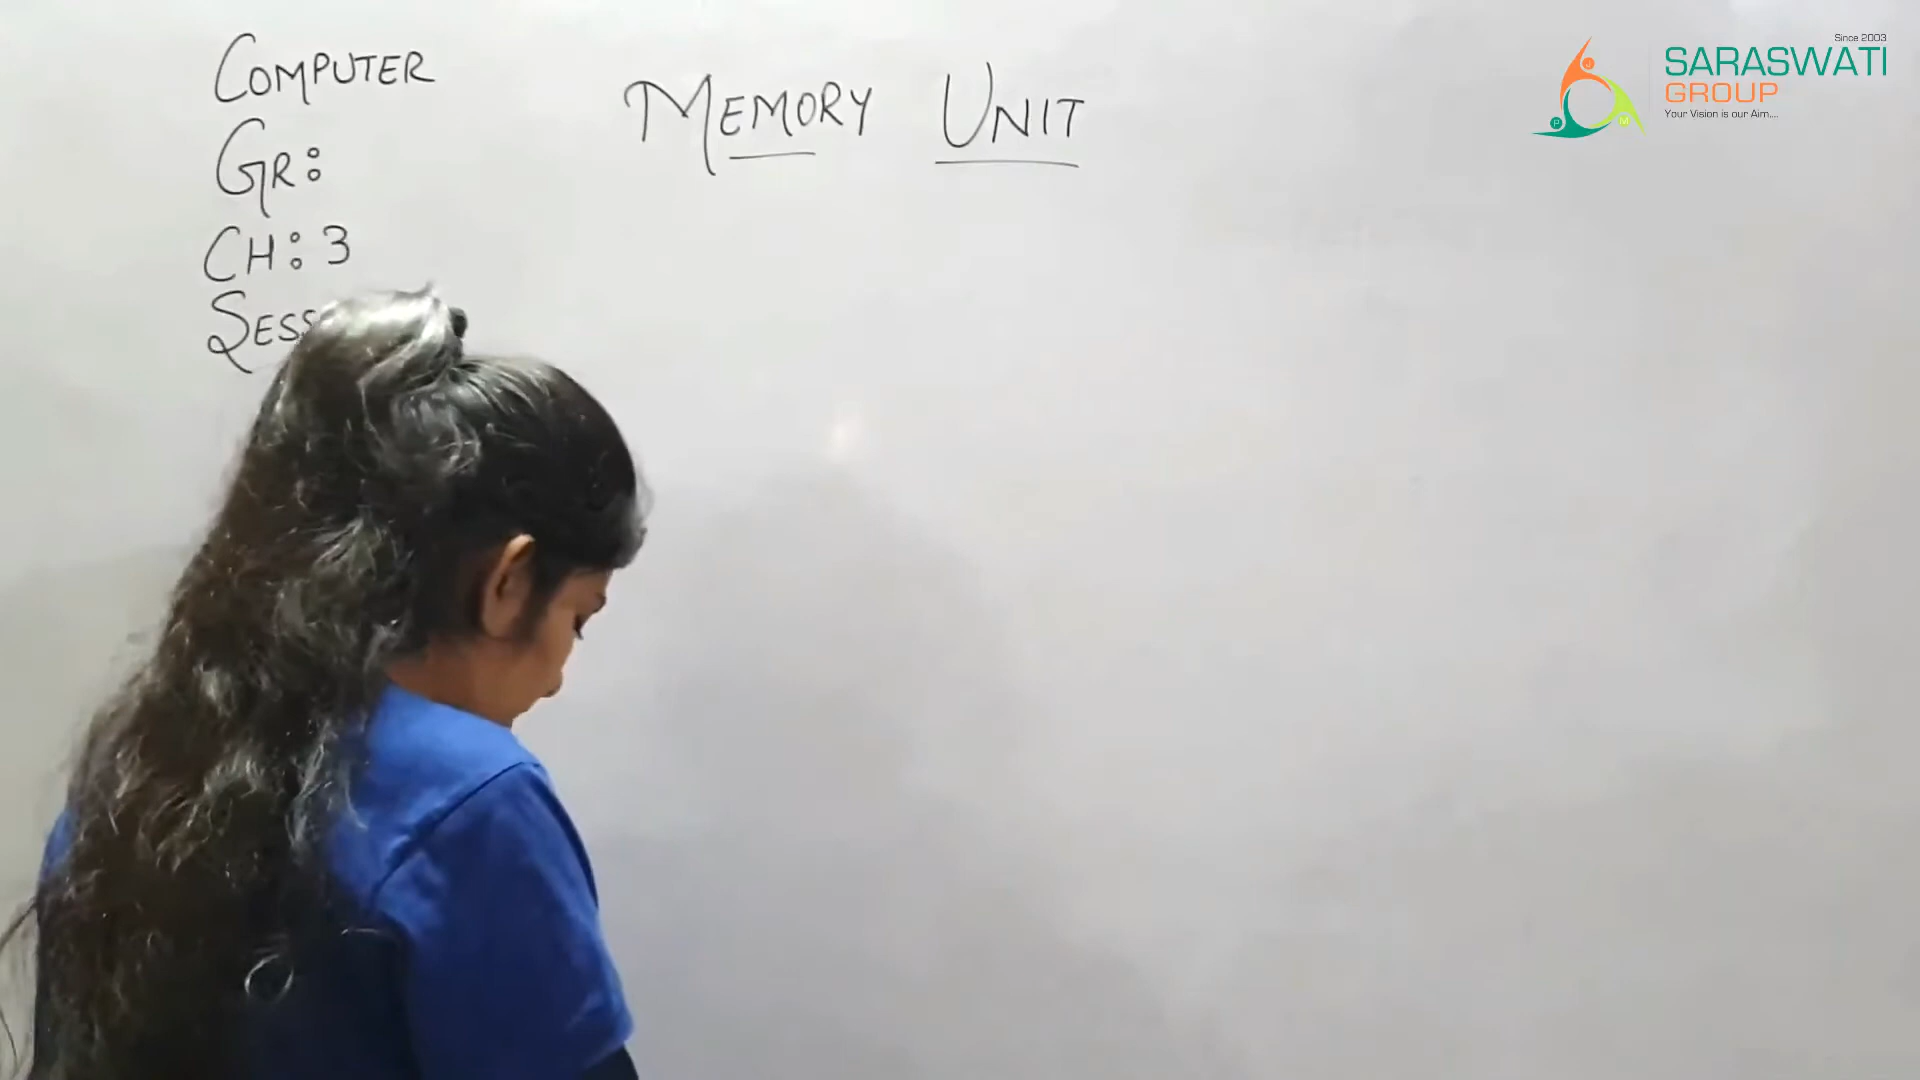 COMPUTER
MEMORY UNIT
GR:
CH: 3
Since 2003
SARASWATI
GROUP
Your Vision is our Aim....
P
M